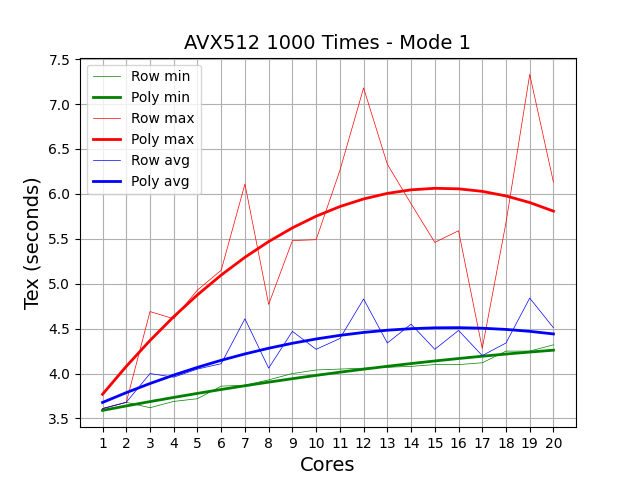 AVX512 1000 Times - Mode 1
7.5
7.0
6.5
6.0
5.5
5.0
4.5
4.0
3.5
Tex (seconds)
Row min
Poly min
Row max
Poly max
Row avg
Poly avg
1 2 3 4 5 6 7 8 9 10 11 12 13 14 15 16 17 18 19 20
Cores